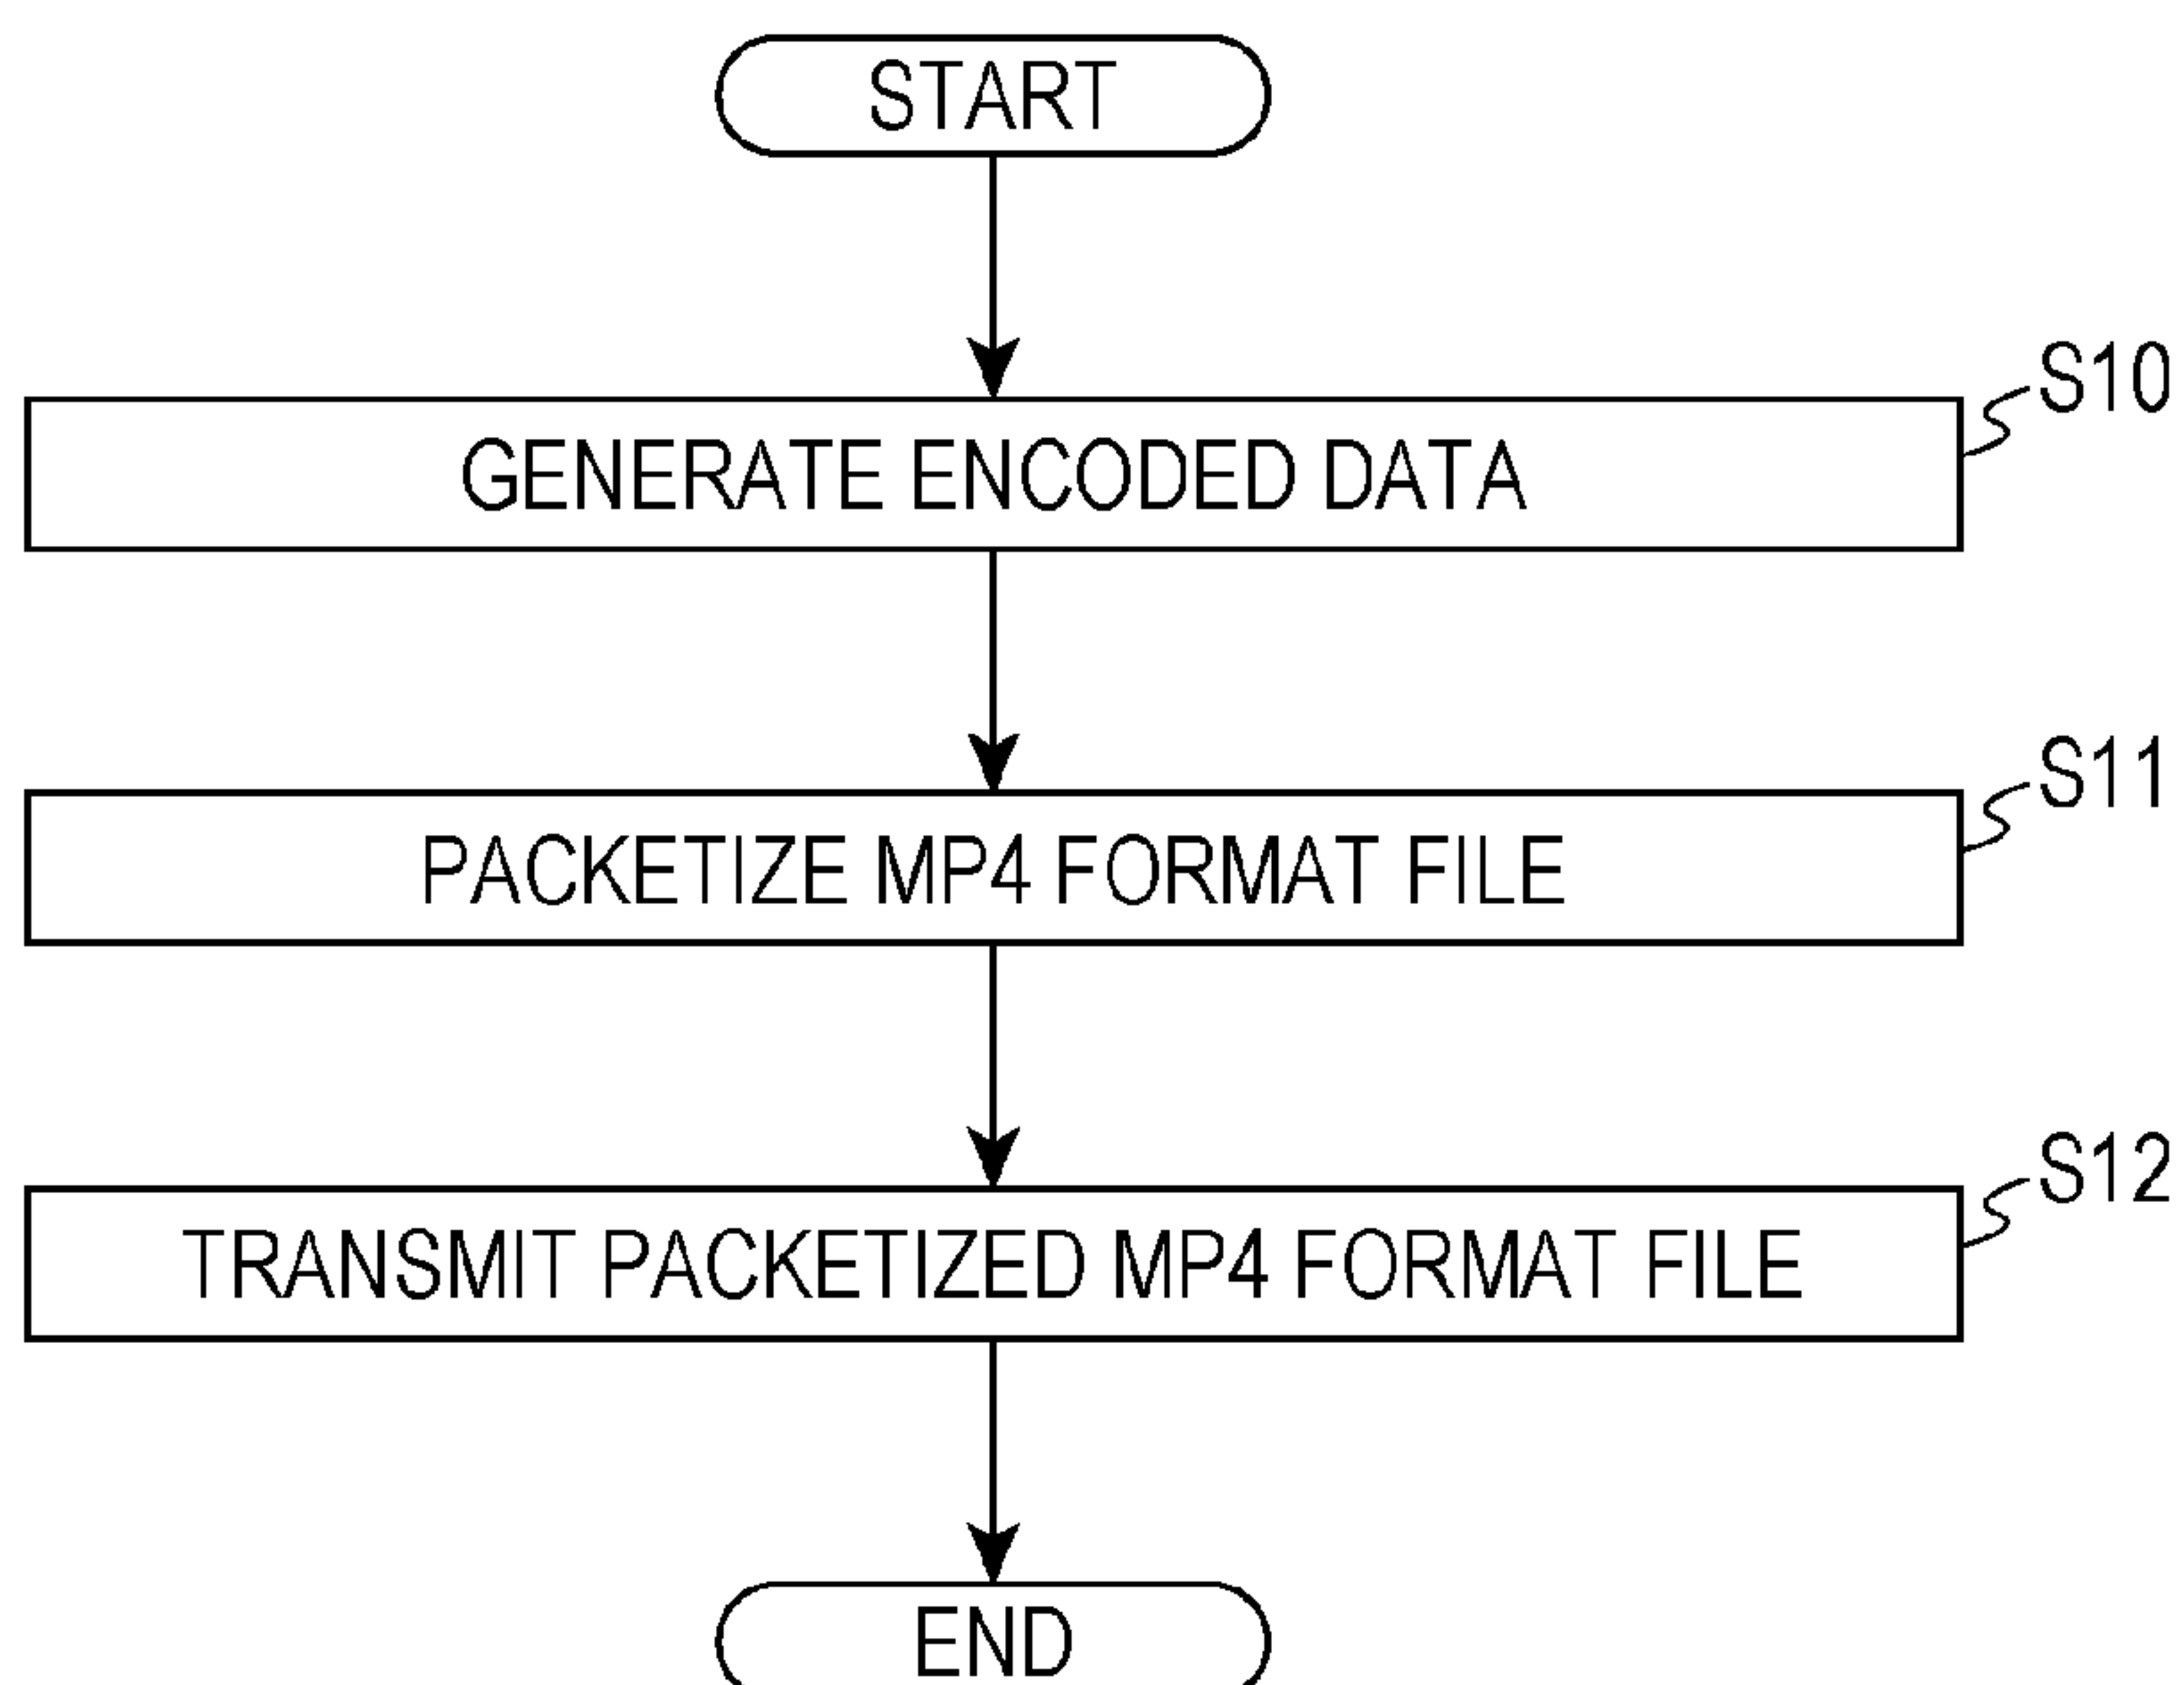 START
S10
GENERATE ENCODED DATA
S11
PACKETIZE MP4 FORMAT FILE
S12
TRANSMIT PACKETIZED MP4 FORMAT FILE
END